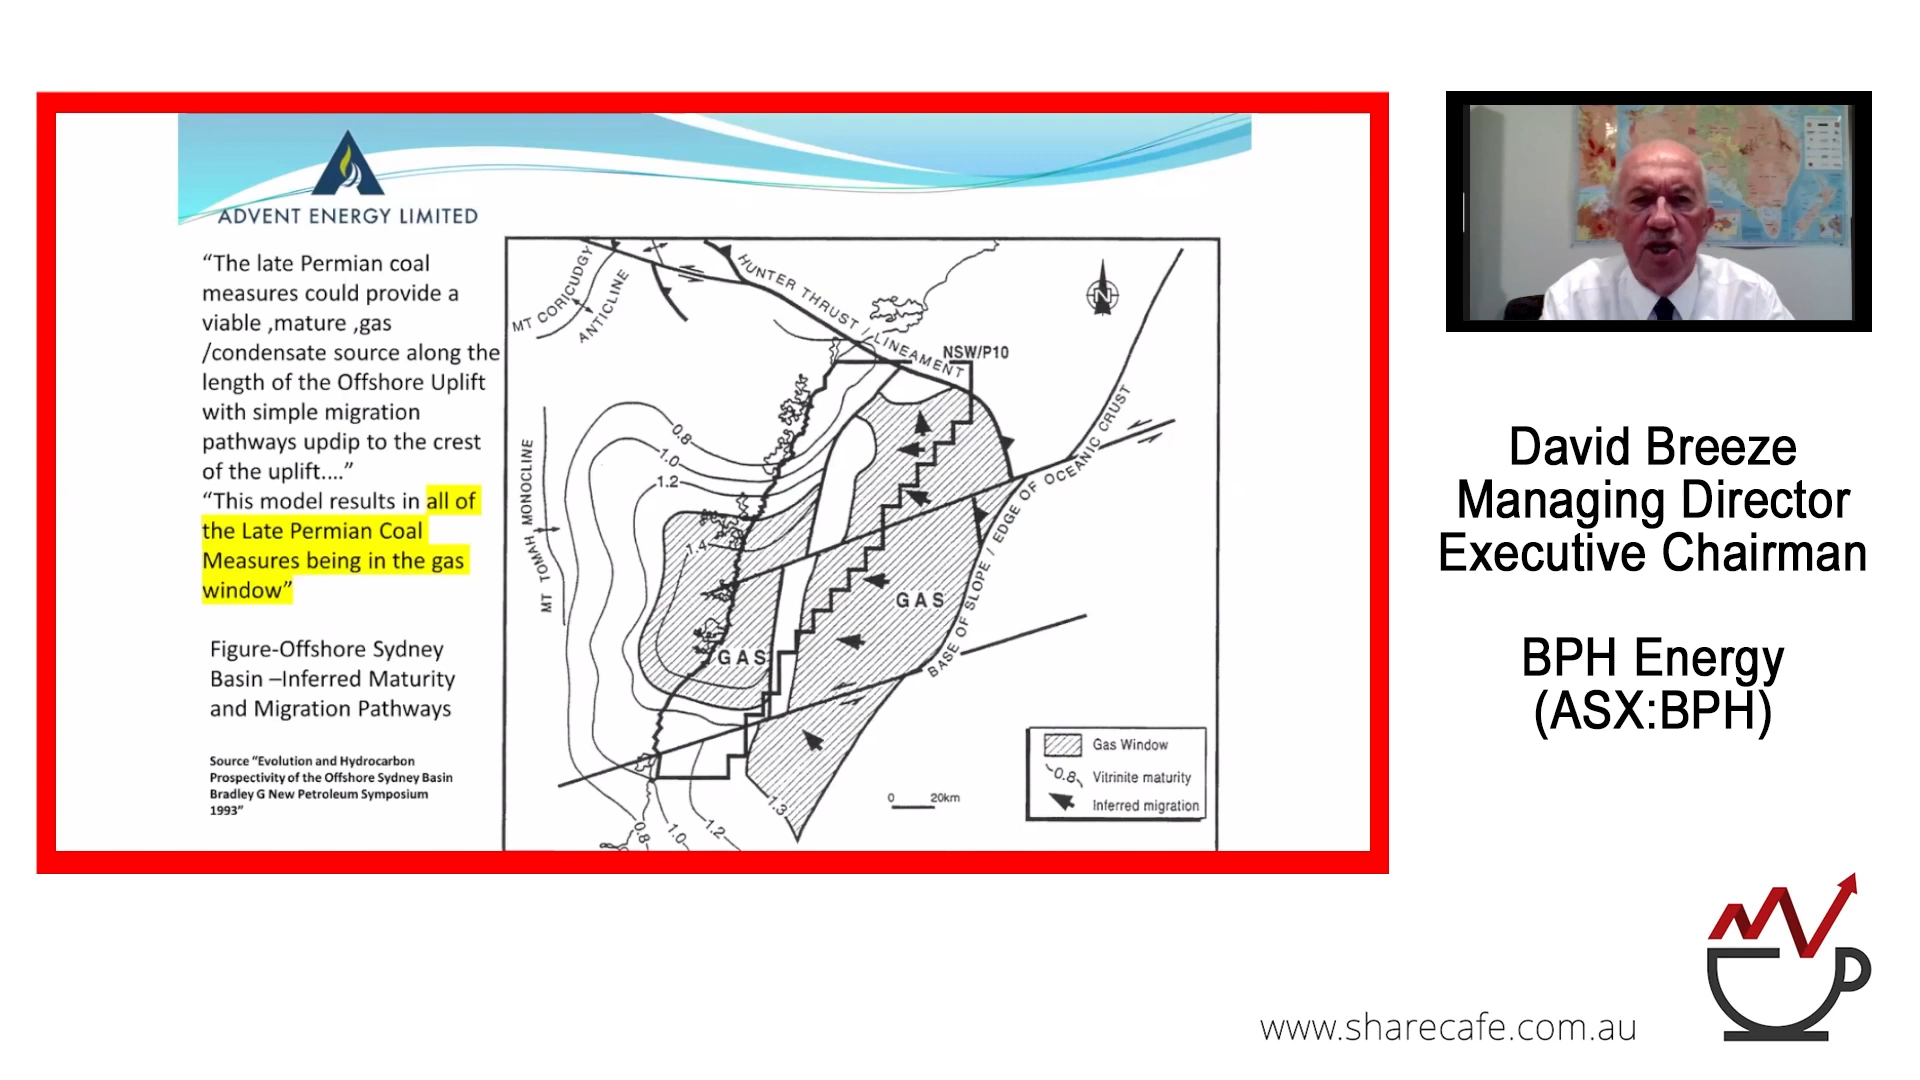 ADVENT ENERGY LIMITED
“The late Permian coal
measures could provide a
viable ,mature ,gas
/condensate source along the
length of the Offshore Uplift
with simple migration
pathways updip to the crest
of the uplift....”
“This model results in all of
the Late Permian Coal
Measures being in the gas
window”
Figure-Offshore Sydney
Basin –Inferred Maturity
and Migration Pathways
Source “Evolution and Hydrocarbon
Prospectivity of the Offshore Sydney Basin
Bradley G New Petroleum Symposium
1993”
MT CORICUDGY
ANTICLINE
HUNTER THRUST / LINEAMENT
N
NSW/P10
MT TOMAH MONOCLINE
0.8
1.0
1.2
1.4
GAS
GAS
BASE OF SLOPE / EDGE OF OCEANIC CRUST
1.3
0.8
1.0
1.2
0 20km
Gas Window
0.8 Vitrinite maturity
Inferred migration
David Breeze
Managing Director
Executive Chairman
BPH Energy
(ASX:BPH)
www.sharecafe.com.au